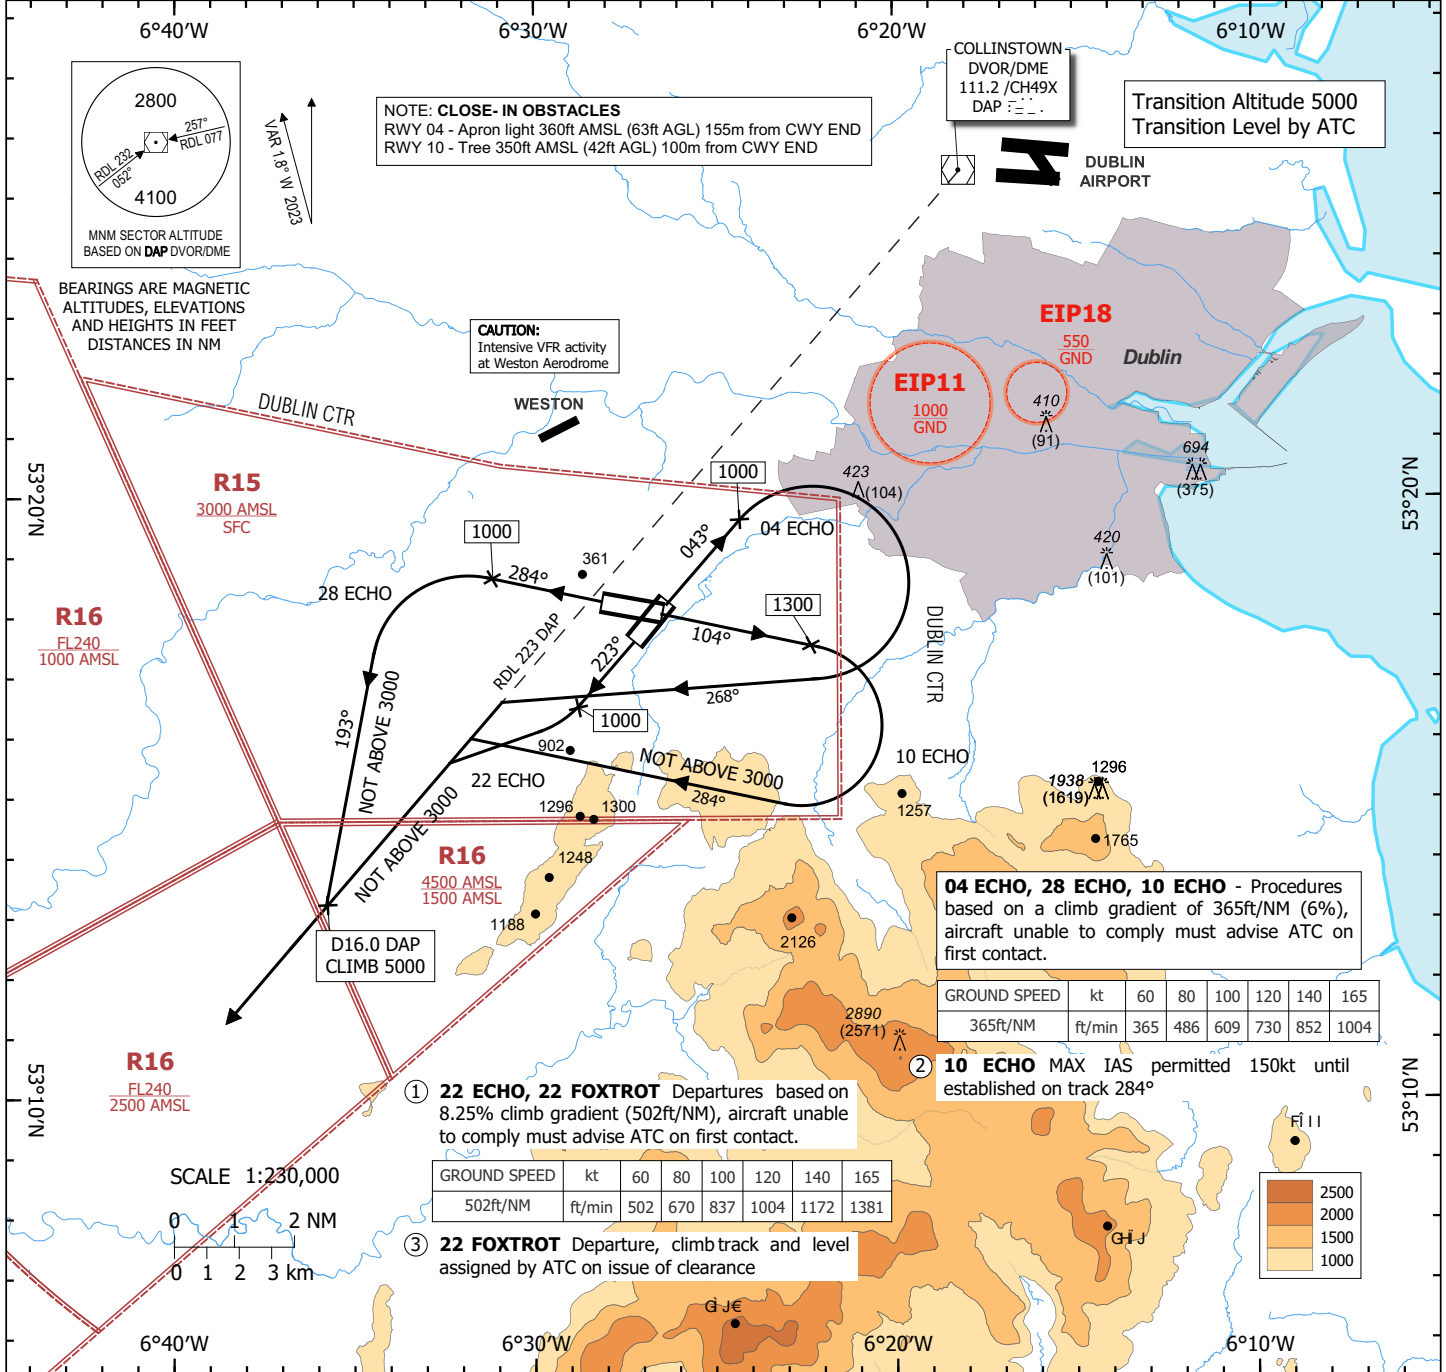 6°40′W
6°30′W
6°20′W
6°10′W
2800
257°
RDL 077
RDL 232
052°
4100
MNM SECTOR ALTITUDE
BASED ON DAP DVOR/DME
VAR 1.8° W 2023
BEARINGS ARE MAGNETIC
ALTITUDES, ELEVATIONS
AND HEIGHTS IN FEET
DISTANCES IN NM
NOTE: CLOSE- IN OBSTACLES
RWY 04 - Apron light 360ft AMSL (63ft AGL) 155m from CWY END
RWY 10 - Tree 350ft AMSL (42ft AGL) 100m from CWY END
COLLINSTOWN
DVOR/DME
111.2 /CH49X
DAP
Transition Altitude 5000
Transition Level by ATC
DUBLIN
AIRPORT
CAUTION:
Intensive VFR activity
at Weston Aerodrome
WESTON
DUBLIN CTR
EIP18
550
GND
Dublin
EIP11
1000
GND
410
(91)
694
(375)
423
(104)
420
(101)
53°20′N
53°20′N
R15
3000 AMSL
SFC
1000
1000
043°
04 ECHO
361
284°
28 ECHO
1300
104°
R16
FL240
1000 AMSL
RDL 223 DAP
223°
268°
DUBLIN CTR
1000
193°
NOT ABOVE 3000
902
22 ECHO
NOT ABOVE 3000
284°
10 ECHO
NOT ABOVE 3000
1296
1300
1257
1938
(1619)
1296
1765
R16
4500 AMSL
1500 AMSL
1248
1188
2126
D16.0 DAP
CLIMB 5000
04 ECHO, 28 ECHO, 10 ECHO - Procedures
based on a climb gradient of 365ft/NM (6%),
aircraft unable to comply must advise ATC on
first contact.
GROUND SPEED kt 60 80 100 120 140 165
365ft/NM ft/min 365 486 609 730 852 1004
2890
(2571)
② 10 ECHO MAX IAS permitted 150kt until
established on track 284°
R16
FL240
2500 AMSL
53°10′N
53°10′N
① 22 ECHO, 22 FOXTROT Departures based on
8.25% climb gradient (502ft/NM), aircraft unable
to comply must advise ATC on first contact.
GROUND SPEED kt 60 80 100 120 140 165
502ft/NM ft/min 502 670 837 1004 1172 1381
③ 22 FOXTROT Departure, climb track and level
assigned by ATC on issue of clearance
SCALE 1:230,000
0 1 2 NM
0 1 2 3 km
2500
2000
1500
1000
6°40′W
6°30′W
6°20′W
6°10′W